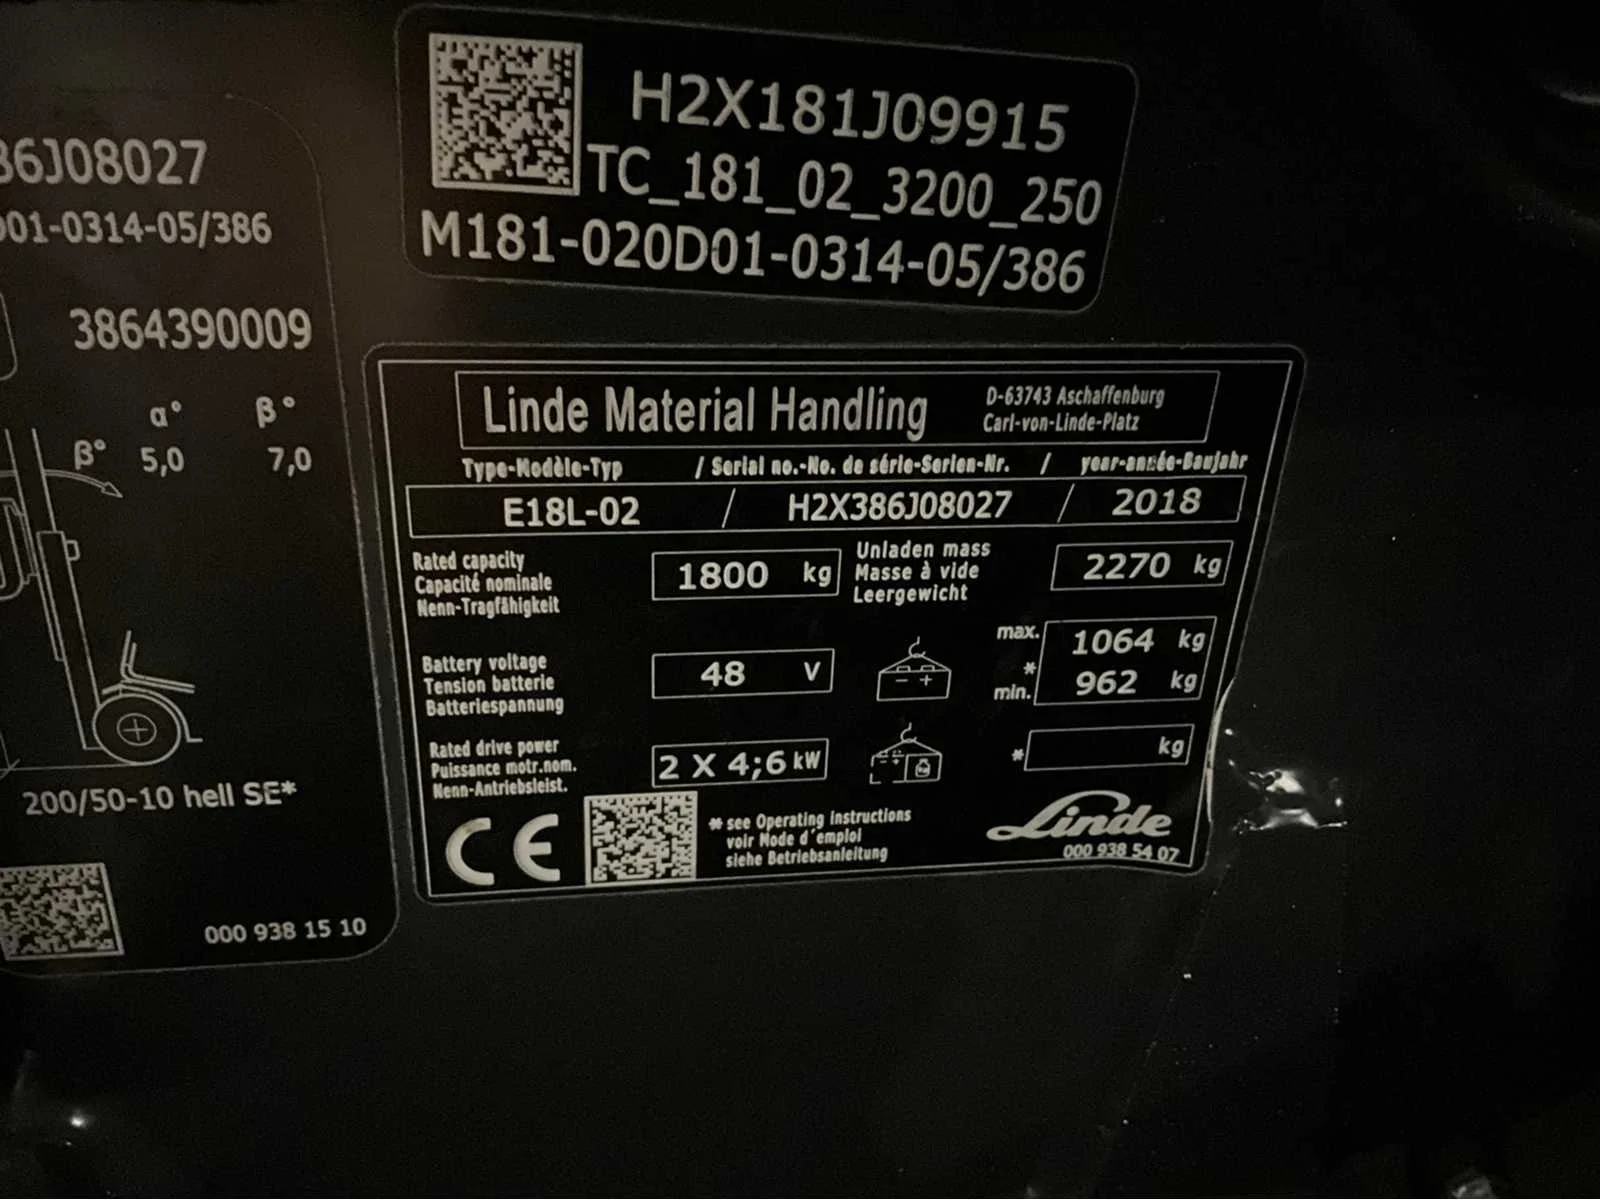 H2X181J09915
TC_181_02_3200_250
M181-020D01-0314-05/386
86J08027
D01-0314-05/386
3864390009
α° β°
β° 5,0 7,0
200/50-10 hell SE*
000 938 15 10
Linde Material Handling
D-63743 Aschaffenburg
Carl-von-Linde-Platz
Type-Modèle-Typ / Serial no.-No. de série-Serien-Nr. / year-année-Baujahr
E18L-02 / H2X386J08027 / 2018
Rated capacity
Capacité nominale
Nenn-Tragfähigkeit
1800 kg
Unladen mass
Masse à vide
Leergewicht
2270 kg
Battery voltage
Tension batterie
Batteriespannung
48 V
- +
max. 1064 kg
*
min. 962 kg
Rated drive power
Puissance motr.nom.
Nenn-Antriebsleist.
2 X 4;6 kW
* kg
CE
* see Operating Instructions
voir Mode d'emploi
siehe Betriebsanleitung
Linde
000 938 54 07